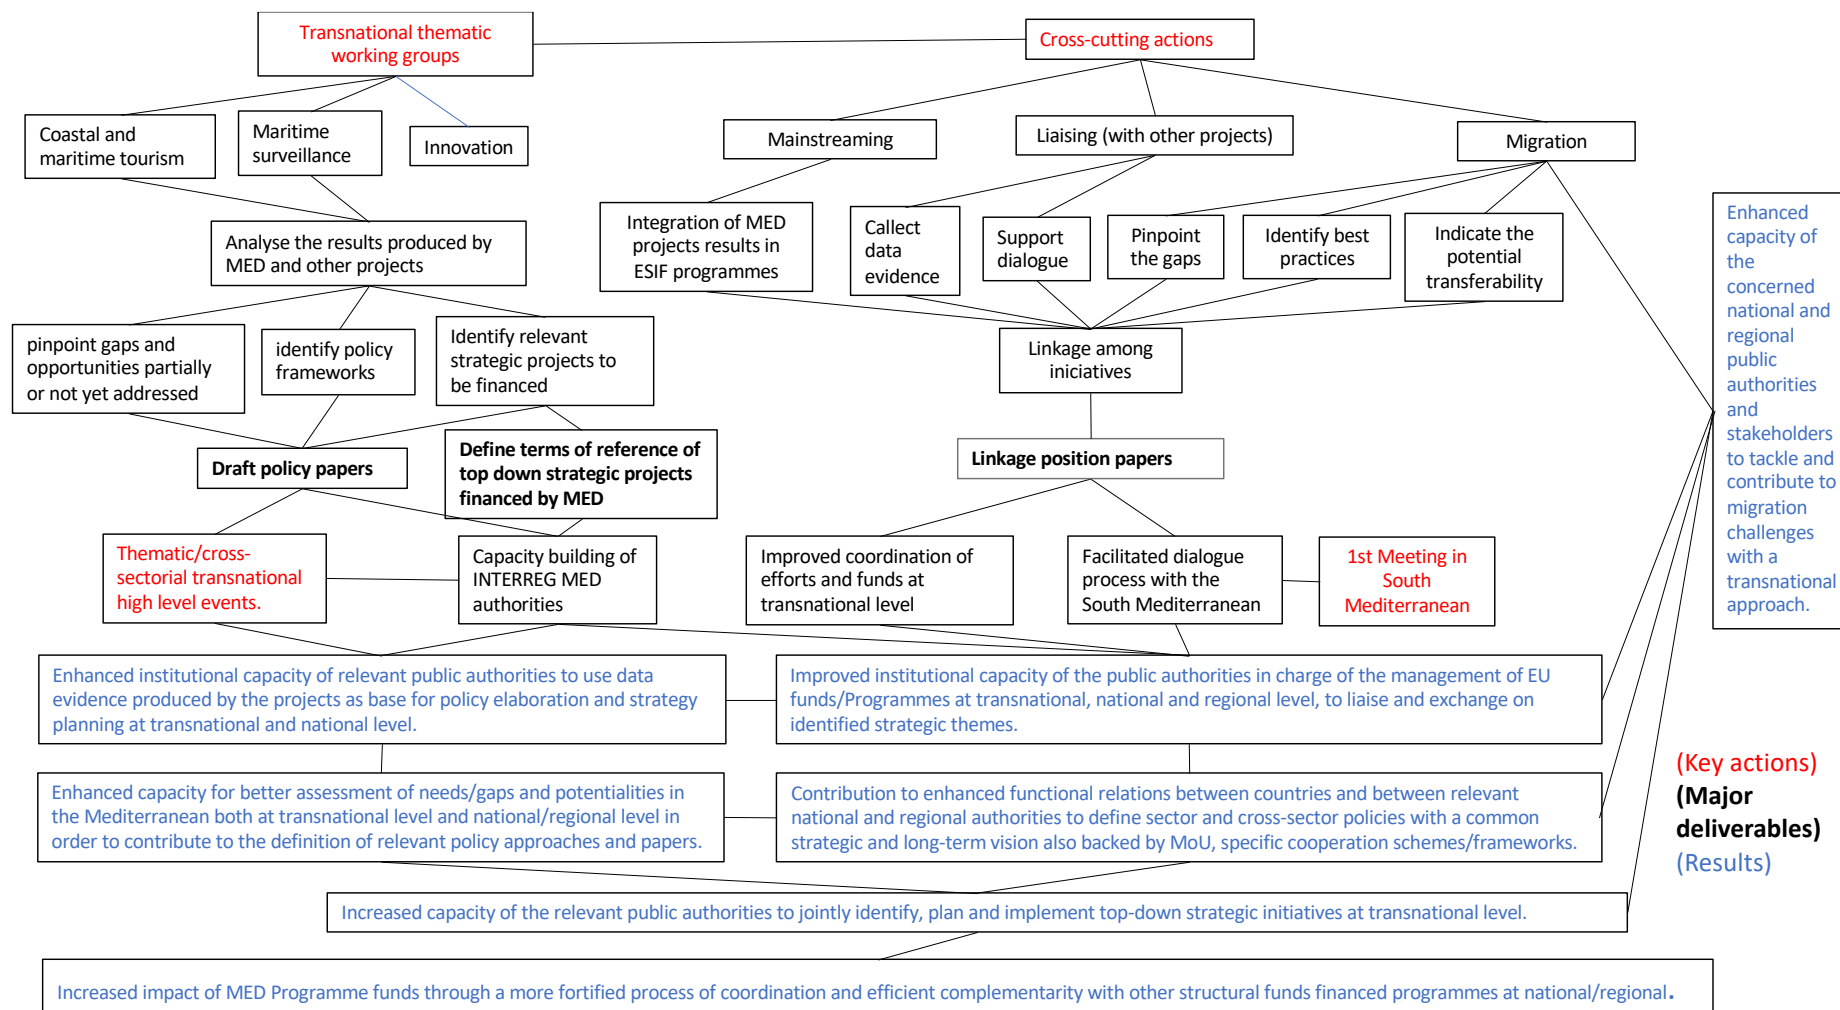 Transnational thematic
working groups
Cross-cutting actions
Coastal and
maritime tourism
Maritime
surveillance
Innovation
Mainstreaming
Liaising (with other projects)
Migration
Analyse the results produced by
MED and other projects
Integration of MED
projects results in
ESIF programmes
Callect
data
evidence
Support
dialogue
Pinpoint
the gaps
Identify best
practices
Indicate the
potential
transferability
Enhanced
capacity of
the
concerned
national and
regional
public
authorities
and
stakeholders
to tackle and
contribute to
migration
challenges
with a
transnational
approach.
pinpoint gaps and
opportunities partially
or not yet addressed
identify policy
frameworks
Identify relevant
strategic projects to
be financed
Linkage among
iniciatives
Draft policy papers
Define terms of reference of
top down strategic projects
financed by MED
Linkage position papers
Thematic/cross-
sectorial transnational
high level events.
Capacity building of
INTERREG MED
authorities
Improved coordination of
efforts and funds at
transnational level
Facilitated dialogue
process with the
South Mediterranean
1st Meeting in
South
Mediterranean
Enhanced institutional capacity of relevant public authorities to use data
evidence produced by the projects as base for policy elaboration and strategy
planning at transnational and national level.
Improved institutional capacity of the public authorities in charge of the management of EU
funds/Programmes at transnational, national and regional level, to liaise and exchange on
identified strategic themes.
Enhanced capacity for better assessment of needs/gaps and potentialities in
the Mediterranean both at transnational level and national/regional level in
order to contribute to the definition of relevant policy approaches and papers.
Contribution to enhanced functional relations between countries and between relevant
national and regional authorities to define sector and cross-sector policies with a common
strategic and long-term vision also backed by MoU, specific cooperation schemes/frameworks.
(Key actions)
(Major
deliverables)
(Results)
Increased capacity of the relevant public authorities to jointly identify, plan and implement top-down strategic initiatives at transnational level.
Increased impact of MED Programme funds through a more fortified process of coordination and efficient complementarity with other structural funds financed programmes at national/regional.